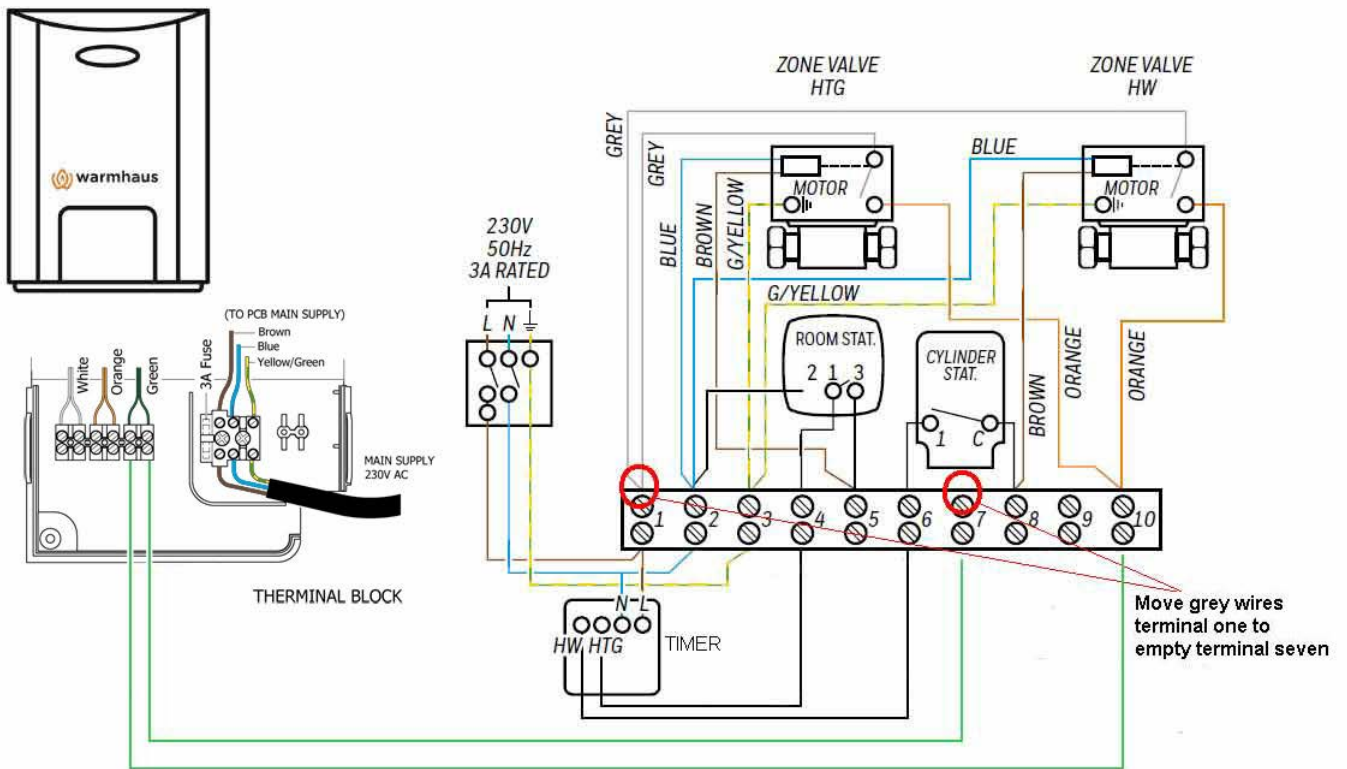 warmhaus
(TO PCB MAIN SUPPLY)
Brown
Blue
Yellow/Green
White
Orange
Green
3A Fuse
MAIN SUPPLY
230V AC
THERMINAL BLOCK
230V
50Hz
3A RATED
L N
ZONE VALVE
HTG
ZONE VALVE
HW
GREY
GREY
BLUE
BROWN
G/YELLOW
MOTOR
BLUE
MOTOR
G/YELLOW
ROOM STAT.
2 1 3
CYLINDER
STAT.
1 C
BROWN
ORANGE
ORANGE
1 2 3 4 5 6 7 8 9 10
N L
HW HTG
TIMER
Move grey wires
terminal one to
empty terminal seven